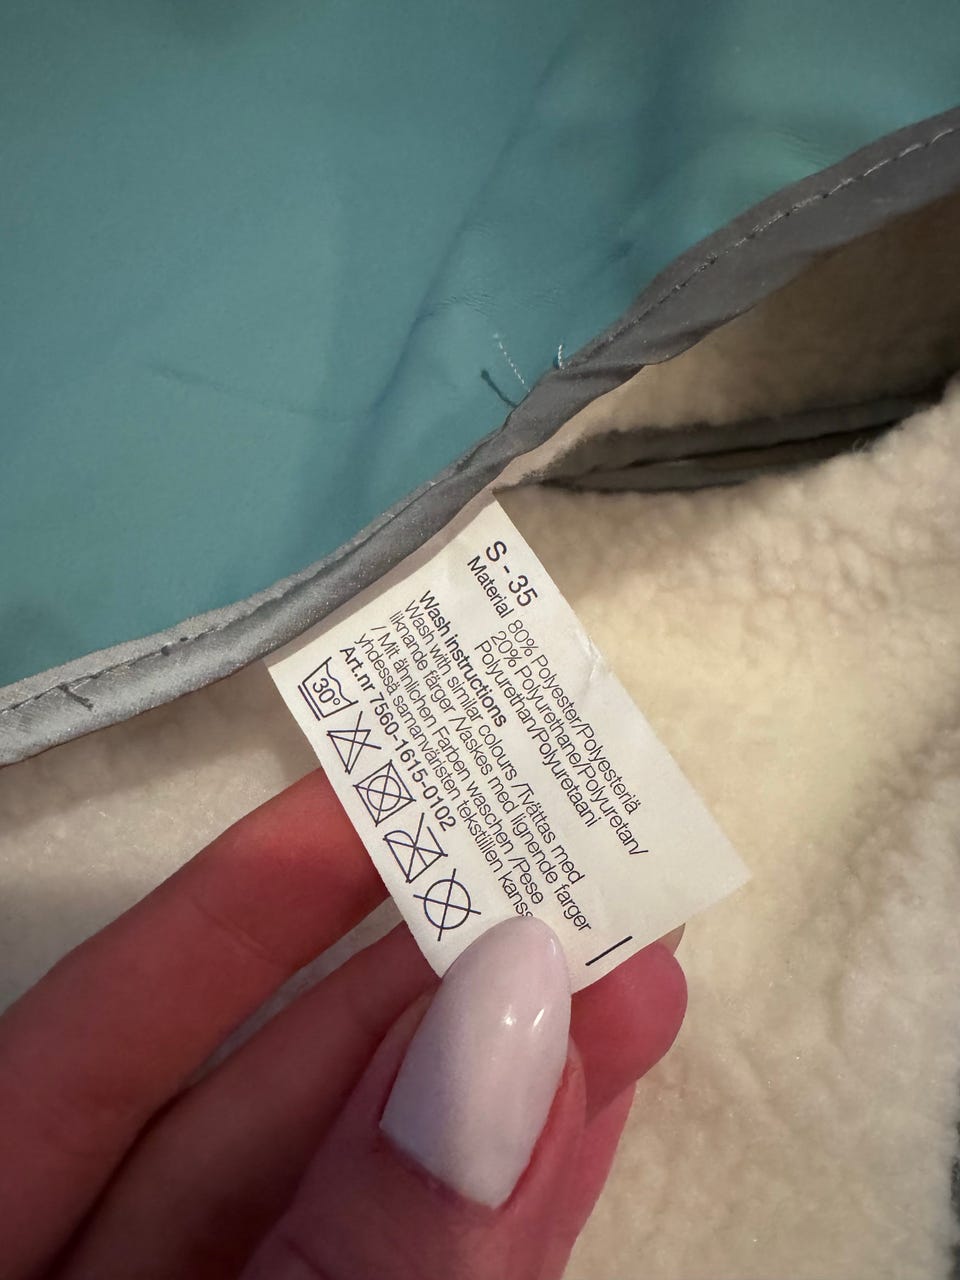 S - 35
Material 80% Polyester/Polyesteriä
20% Polyurethane/Polyuretan/
Polyurethan/Polyuretaani
Wash instructions
Wash with similar colours /Tvättas med
liknande färger /Vaskes med lignende farger
/ Mit ähnlichen Farben waschen /Pese
yhdessä samanväristen tekstiilien kanss
Art.nr 7560-1615-0102
30°